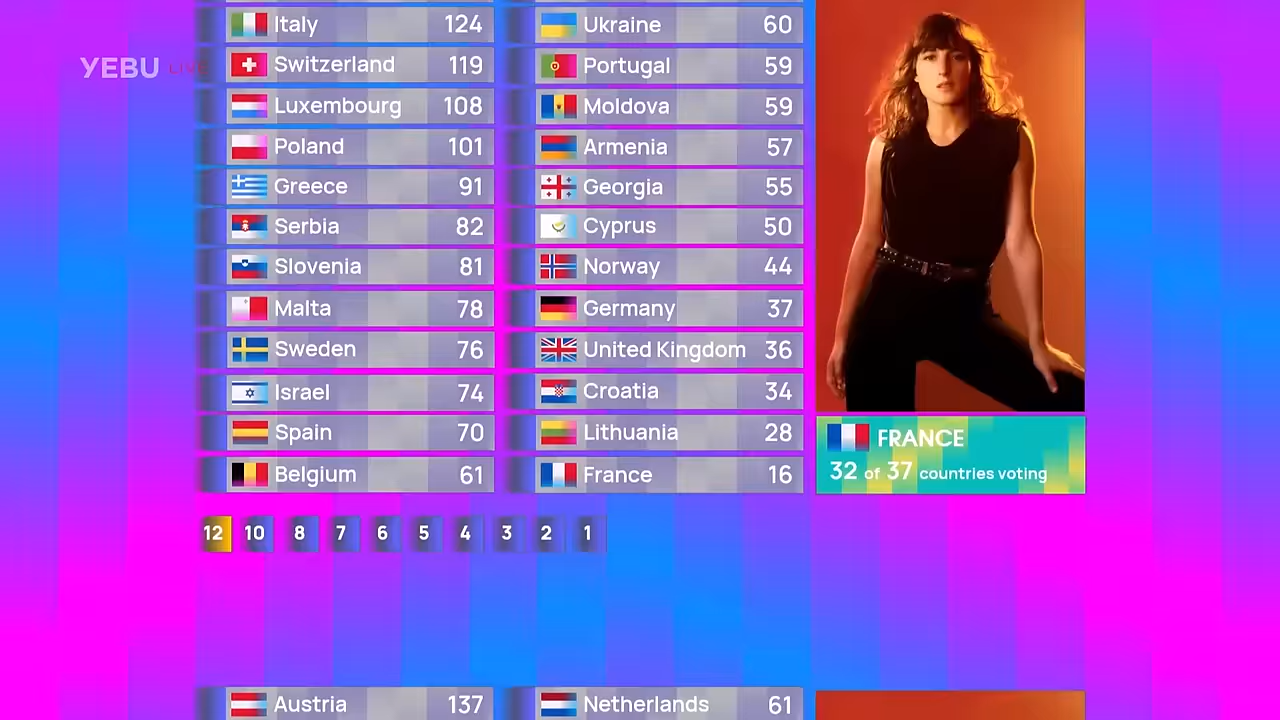 YEBU LIVE
Italy 124
Switzerland 119
Luxembourg 108
Poland 101
Greece 91
Serbia 82
Slovenia 81
Malta 78
Sweden 76
Israel 74
Spain 70
Belgium 61
Ukraine 60
Portugal 59
Moldova 59
Armenia 57
Georgia 55
Cyprus 50
Norway 44
Germany 37
United Kingdom 36
Croatia 34
Lithuania 28
France 16
FRANCE
32 of 37 countries voting
12 10 8 7 6 5 4 3 2 1
Austria 137
Netherlands 61